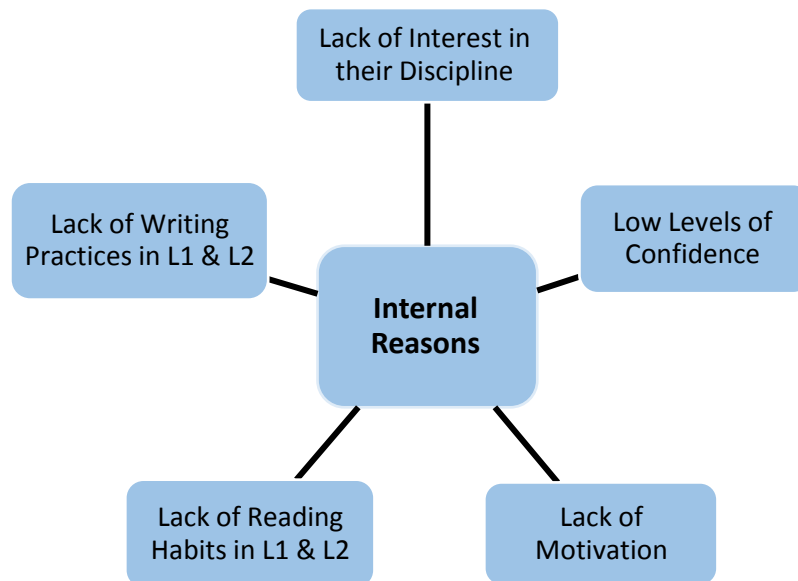 Lack of Interest in
their Discipline
Low Levels of
Confidence
Lack of
Motivation
Lack of Reading
Habits in L1 & L2
Lack of Writing
Practices in L1 & L2
Internal
Reasons